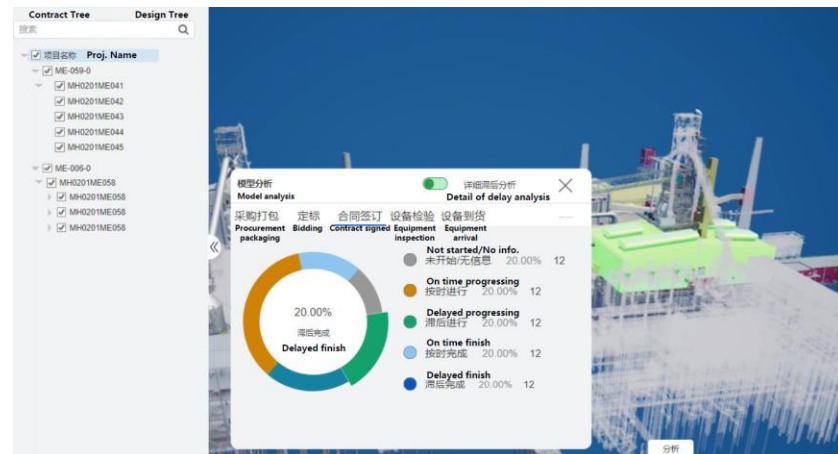 Contract Tree Design Tree
搜索
项目名称 Proj. Name
ME-059-0
MH0201ME041
MH0201ME042
MH0201ME043
MH0201ME044
MH0201ME045
ME-006-0
MH0201ME058
MH0201ME058
MH0201ME058
MH0201ME058
模型分析 详细滞后分析
Model analysis Detail of delay analysis
采购打包 定标 合同签订 设备检验 设备到货
Procurement packaging Bidding Contract signed Equipment inspection Equipment arrival
20.00%
滞后完成
Delayed finish
Not started/No info.
未开始/无信息 20.00% 12
On time progressing
按时进行 20.00% 12
Delayed progressing
滞后进行 20.00% 12
On time finish
按时完成 20.00% 12
Delayed finish
滞后完成 20.00% 12
分析